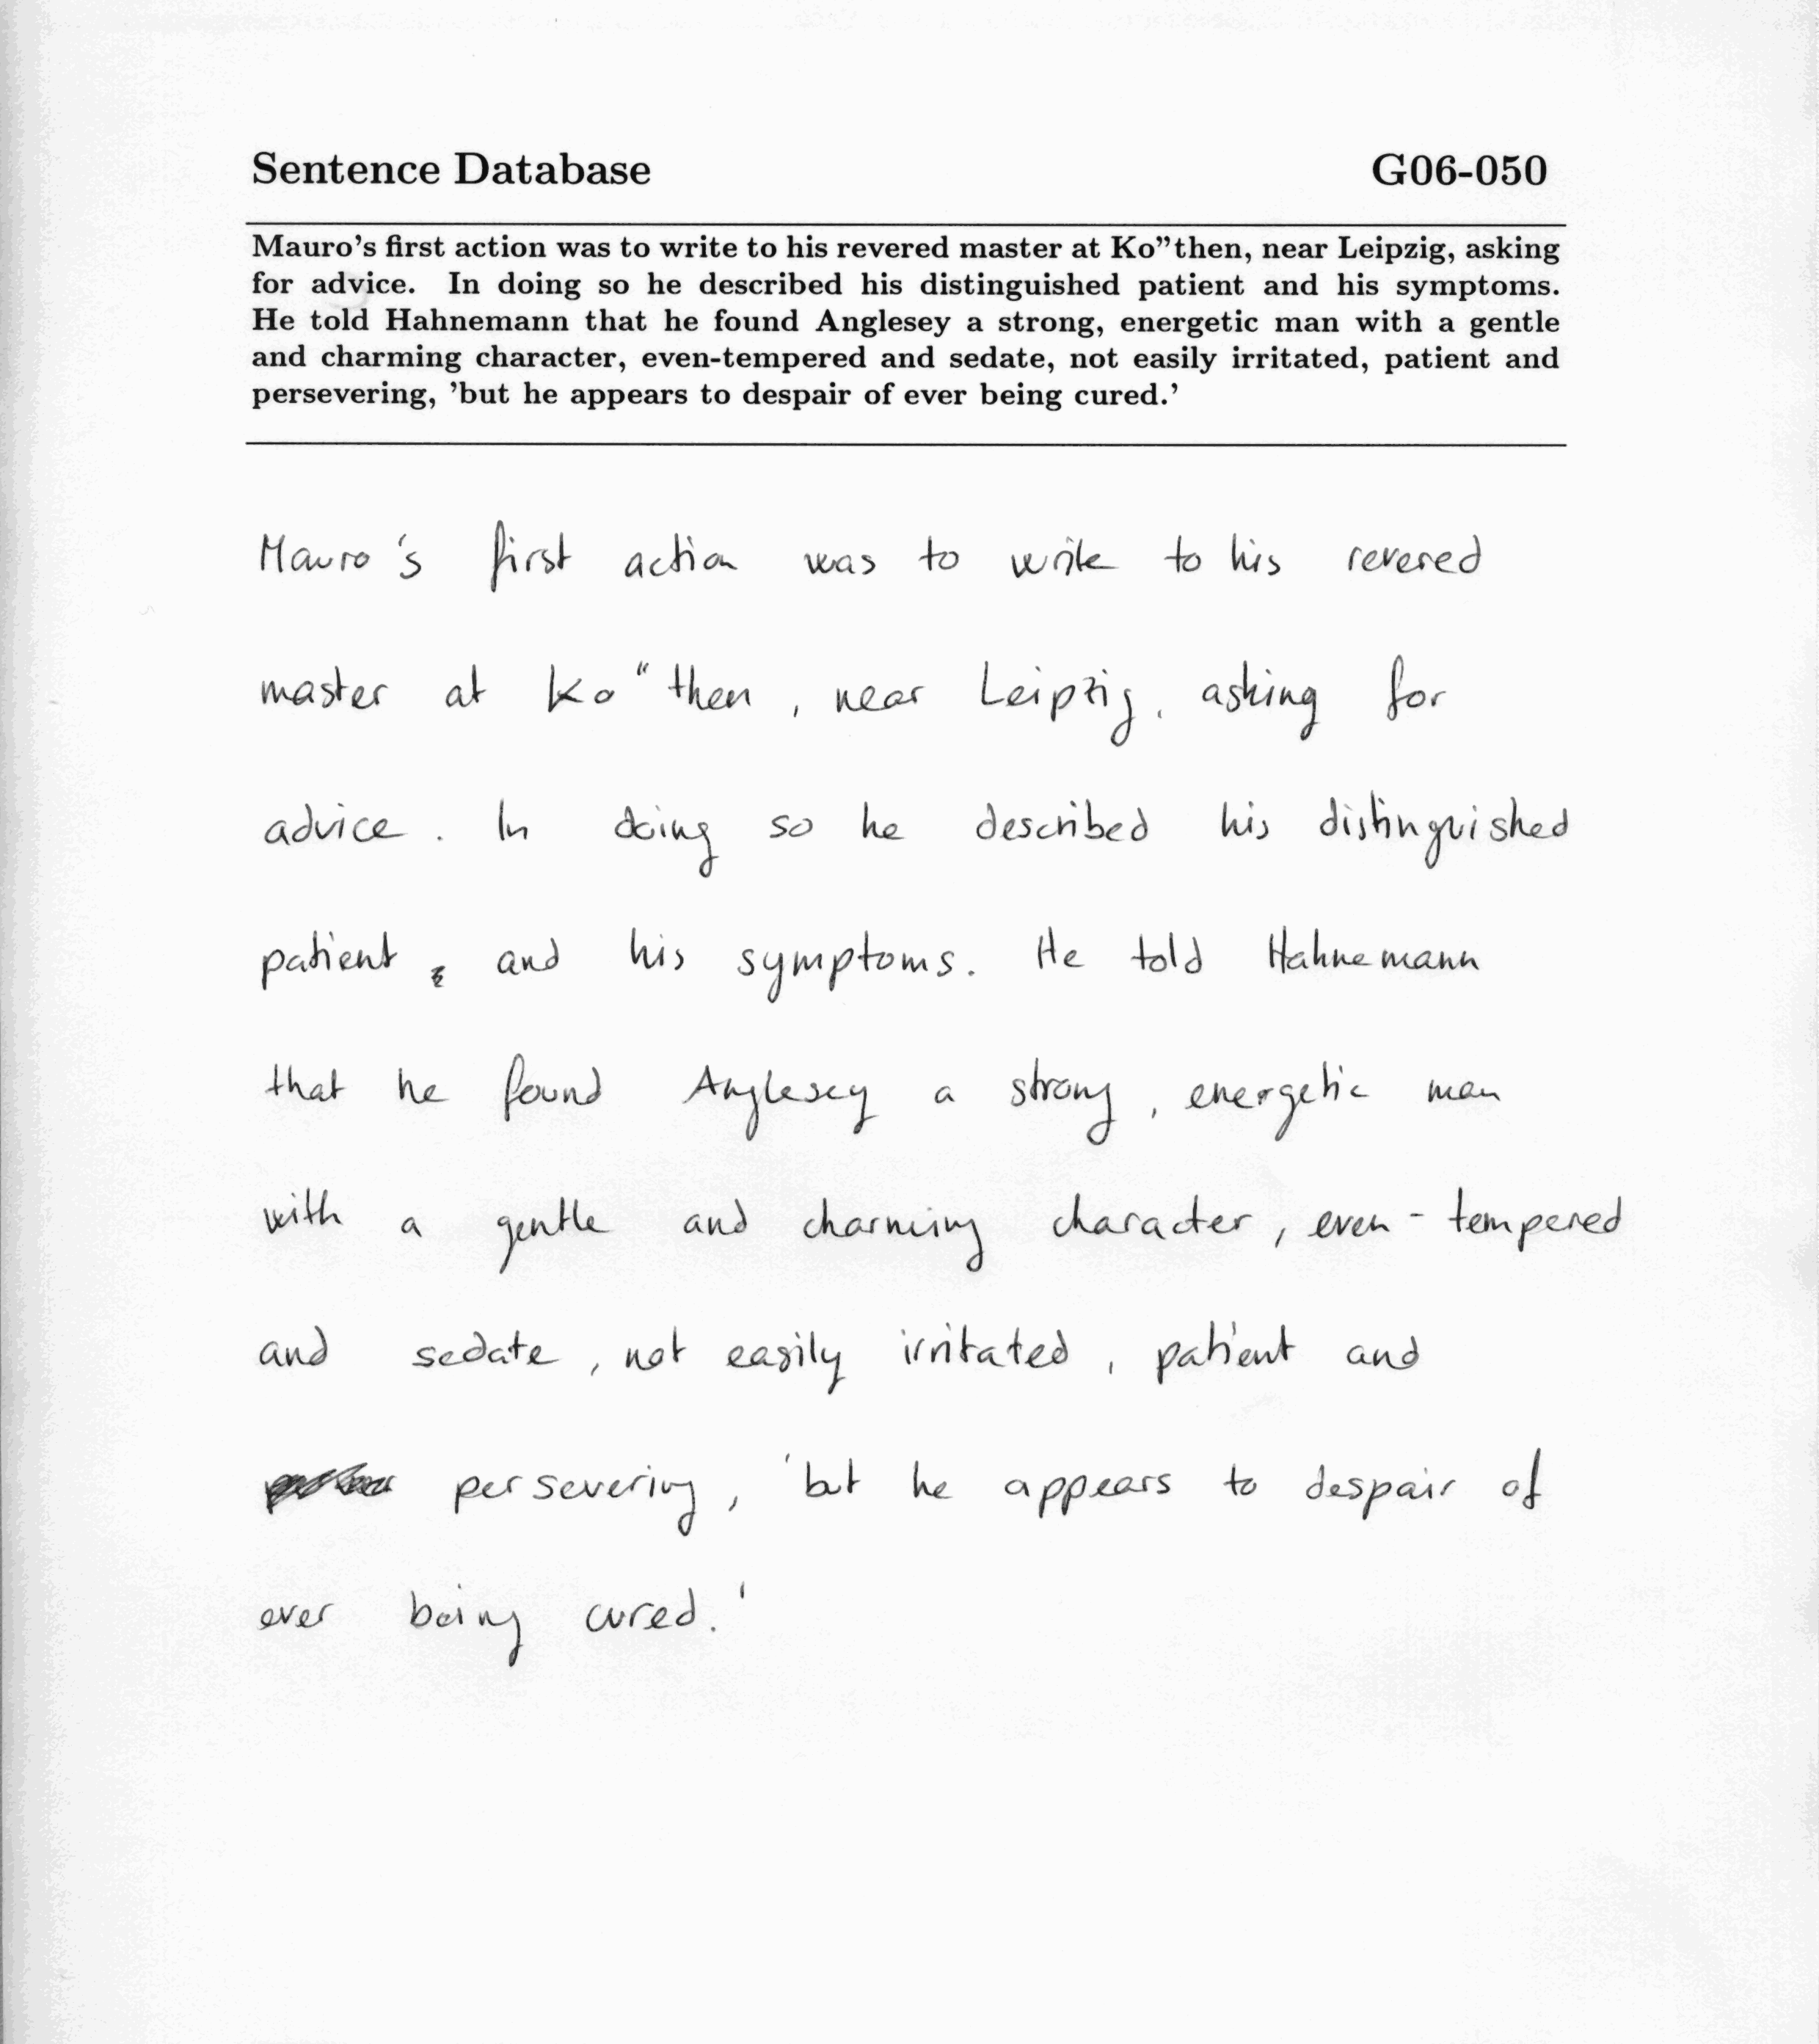 Sentence Database G06-050
Mauro's first action was to write to his revered master at Ko"then, near Leipzig, asking
for advice. In doing so he described his distinguished patient and his symptoms.
He told Hahnemann that he found Anglesey a strong, energetic man with a gentle
and charming character, even-tempered and sedate, not easily irritated, patient and
persevering, 'but he appears to despair of ever being cured.'
Mauro's first action was to write to his revered
master at Ko"then, near Leipzig, asking for
advice. In doing so he described his distinguished
patient and his symptoms. He told Hahnemann
that he found Anglesey a strong, energetic man
with a gentle and charming character, even-tempered
and sedate, not easily irritated, patient and
persevering, 'but he appears to despair of
ever being cured.'